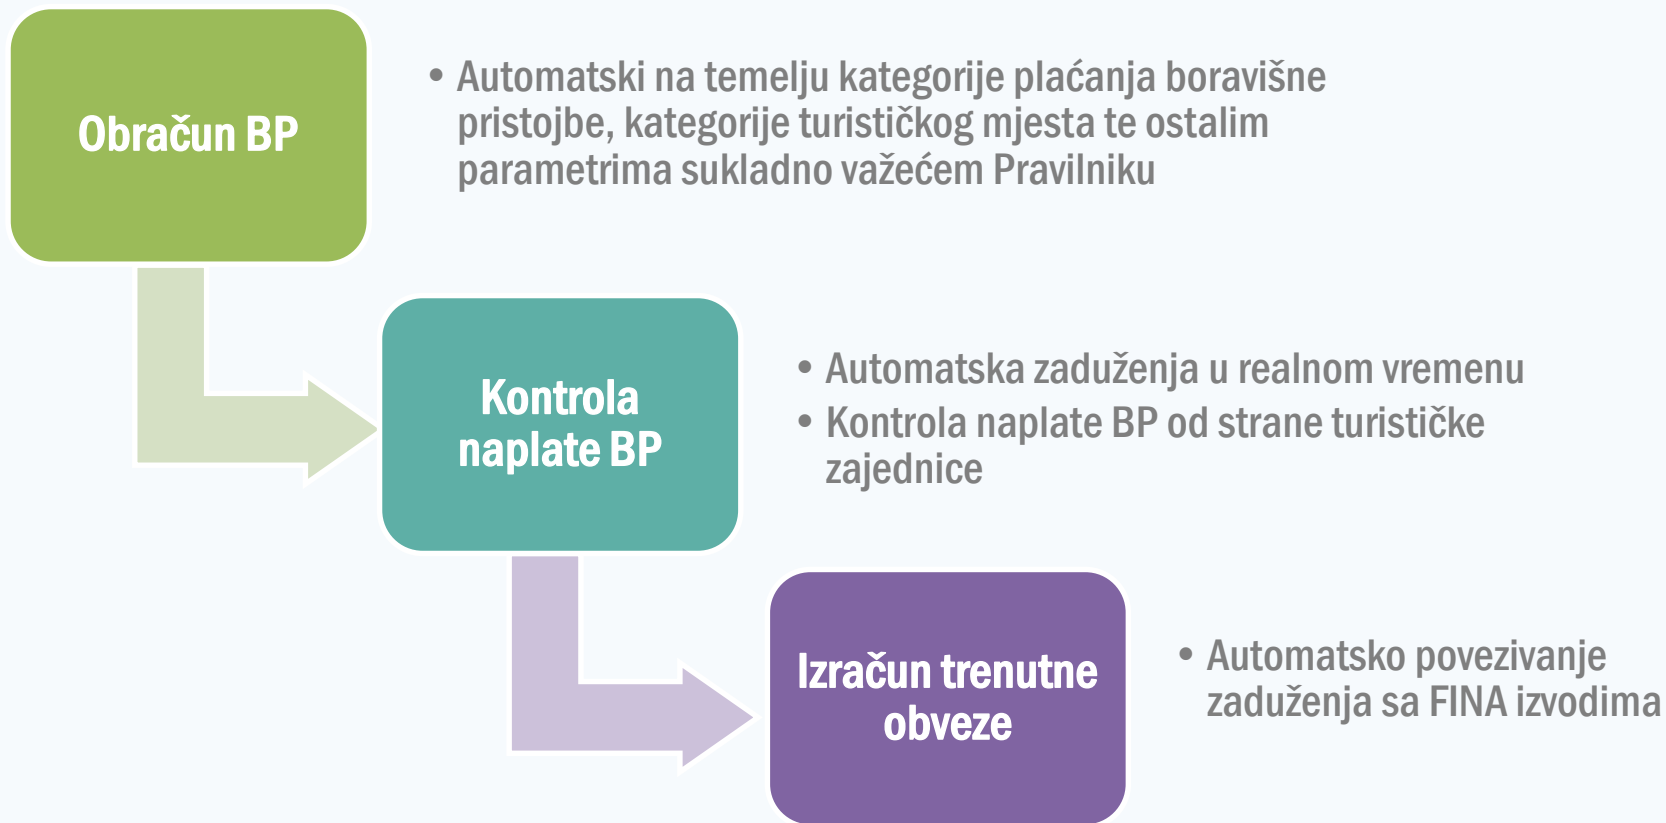 Obračun BP
• Automatski na temelju kategorije plaćanja boravišne
pristojbe, kategorije turističkog mjesta te ostalim
parametrima sukladno važećem Pravilniku
Kontrola
naplate BP
• Automatska zaduženja u realnom vremenu
• Kontrola naplate BP od strane turističke
zajednice
Izračun trenutne
obveze
• Automatsko povezivanje
zaduženja sa FINA izvodima